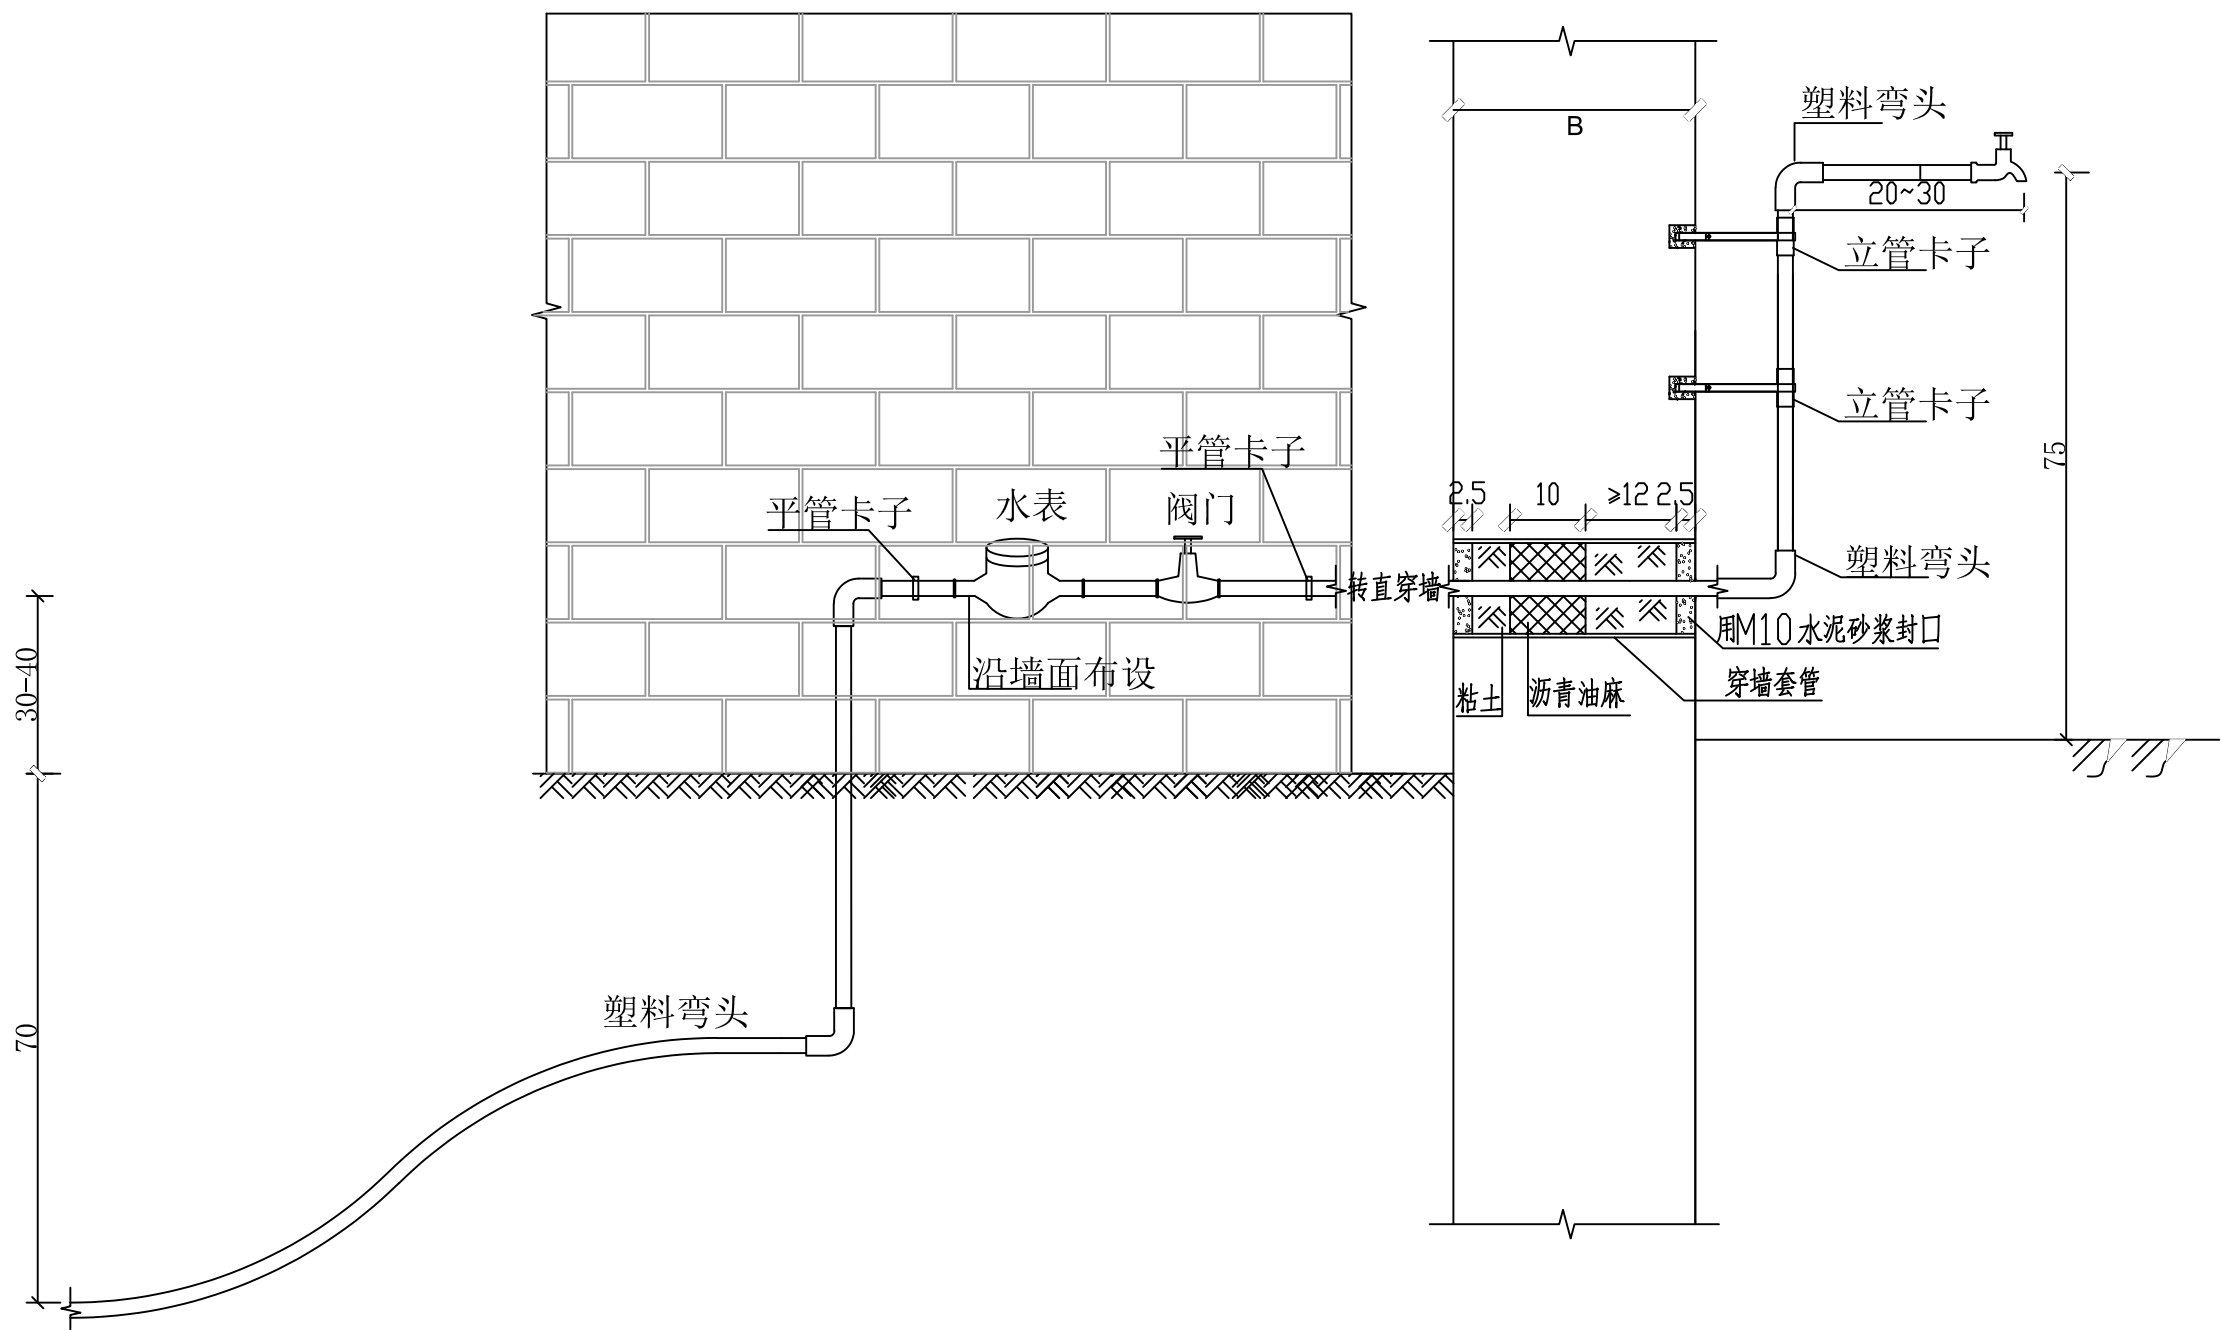 塑料弯头
B
20~30
立管卡子
立管卡子
75
平管卡子
2.5
10
≥12
2.5
水表
阀门
平管卡子
塑料弯头
转直穿墙
用M10水泥砂浆封口
30-40
沿墙面布设
穿墙套管
粘土
沥青油麻
塑料弯头
70